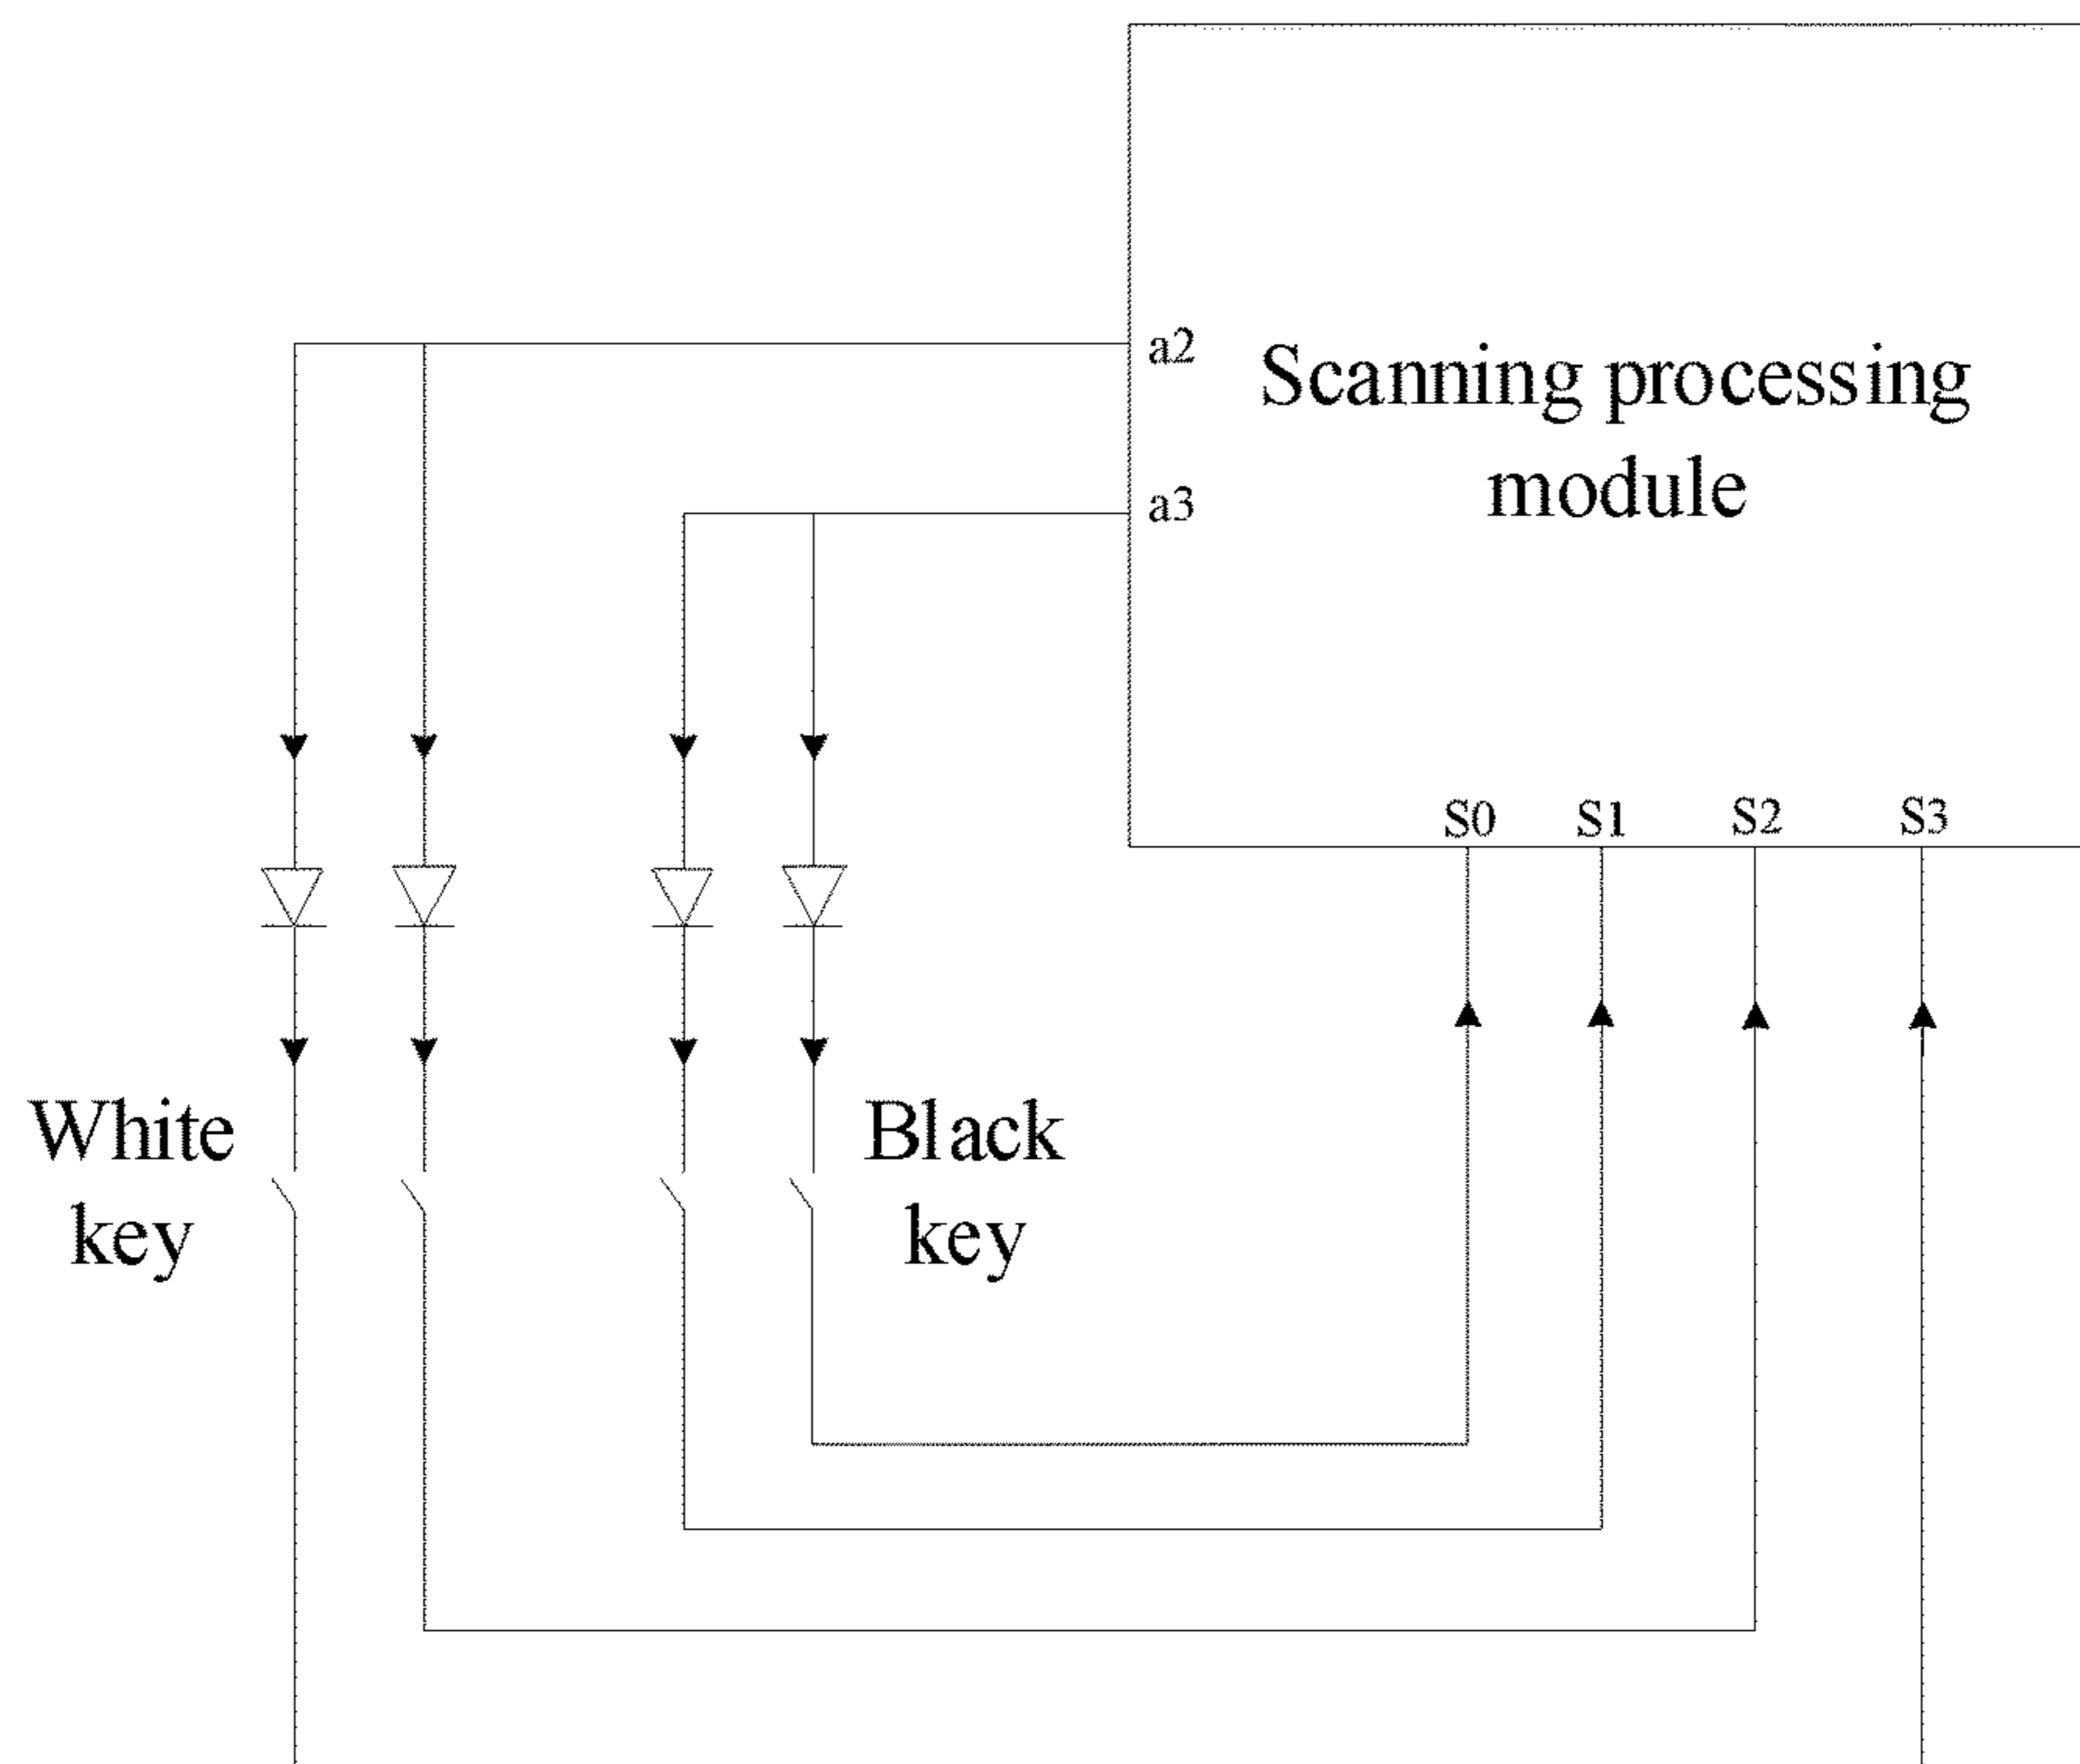 a2
Scanning processing
module
a3
S0 S1 S2 S3
White
key
Black
key